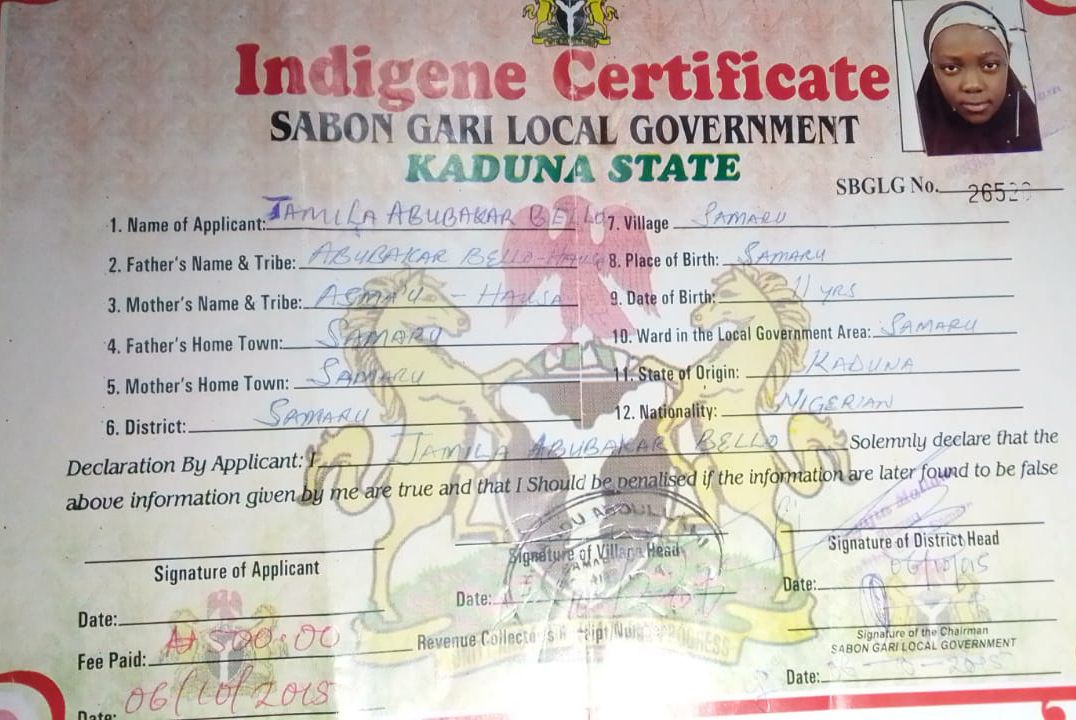 Indigene Certificate
SABON GARI LOCAL GOVERNMENT
KADUNA STATE
SBGLG No.
1. Name of Applicant: JAMILA ABUBAKAR BELLO
7. Village SAMARU
2. Father's Name & Tribe: ABUBAKAR BELLO-HAUSA
8. Place of Birth: SAMARU
3. Mother's Name & Tribe: ASMA'U - HAUSA
9. Date of Birth: 11 YRS
4. Father's Home Town: SAMARU
10. Ward in the Local Government Area: SAMARU
5. Mother's Home Town: SAMARU
11. State of Origin: KADUNA
6. District: SAMARU
12. Nationality: NIGERIAN
Declaration By Applicant: I JAMILA ABUBAKAR BELLO Solemnly declare that the
above information given by me are true and that I Should be penalised if the information are later found to be false
Signature of Applicant
Signature of Village Head
Signature of District Head
Date:
Date:
Date: 06/10/015
Fee Paid: ₦ 500.00
Revenue Collector's Receipt/Number
Signature of the Chairman
SABON GARI LOCAL GOVERNMENT
Date: 06/10/2015
Date: